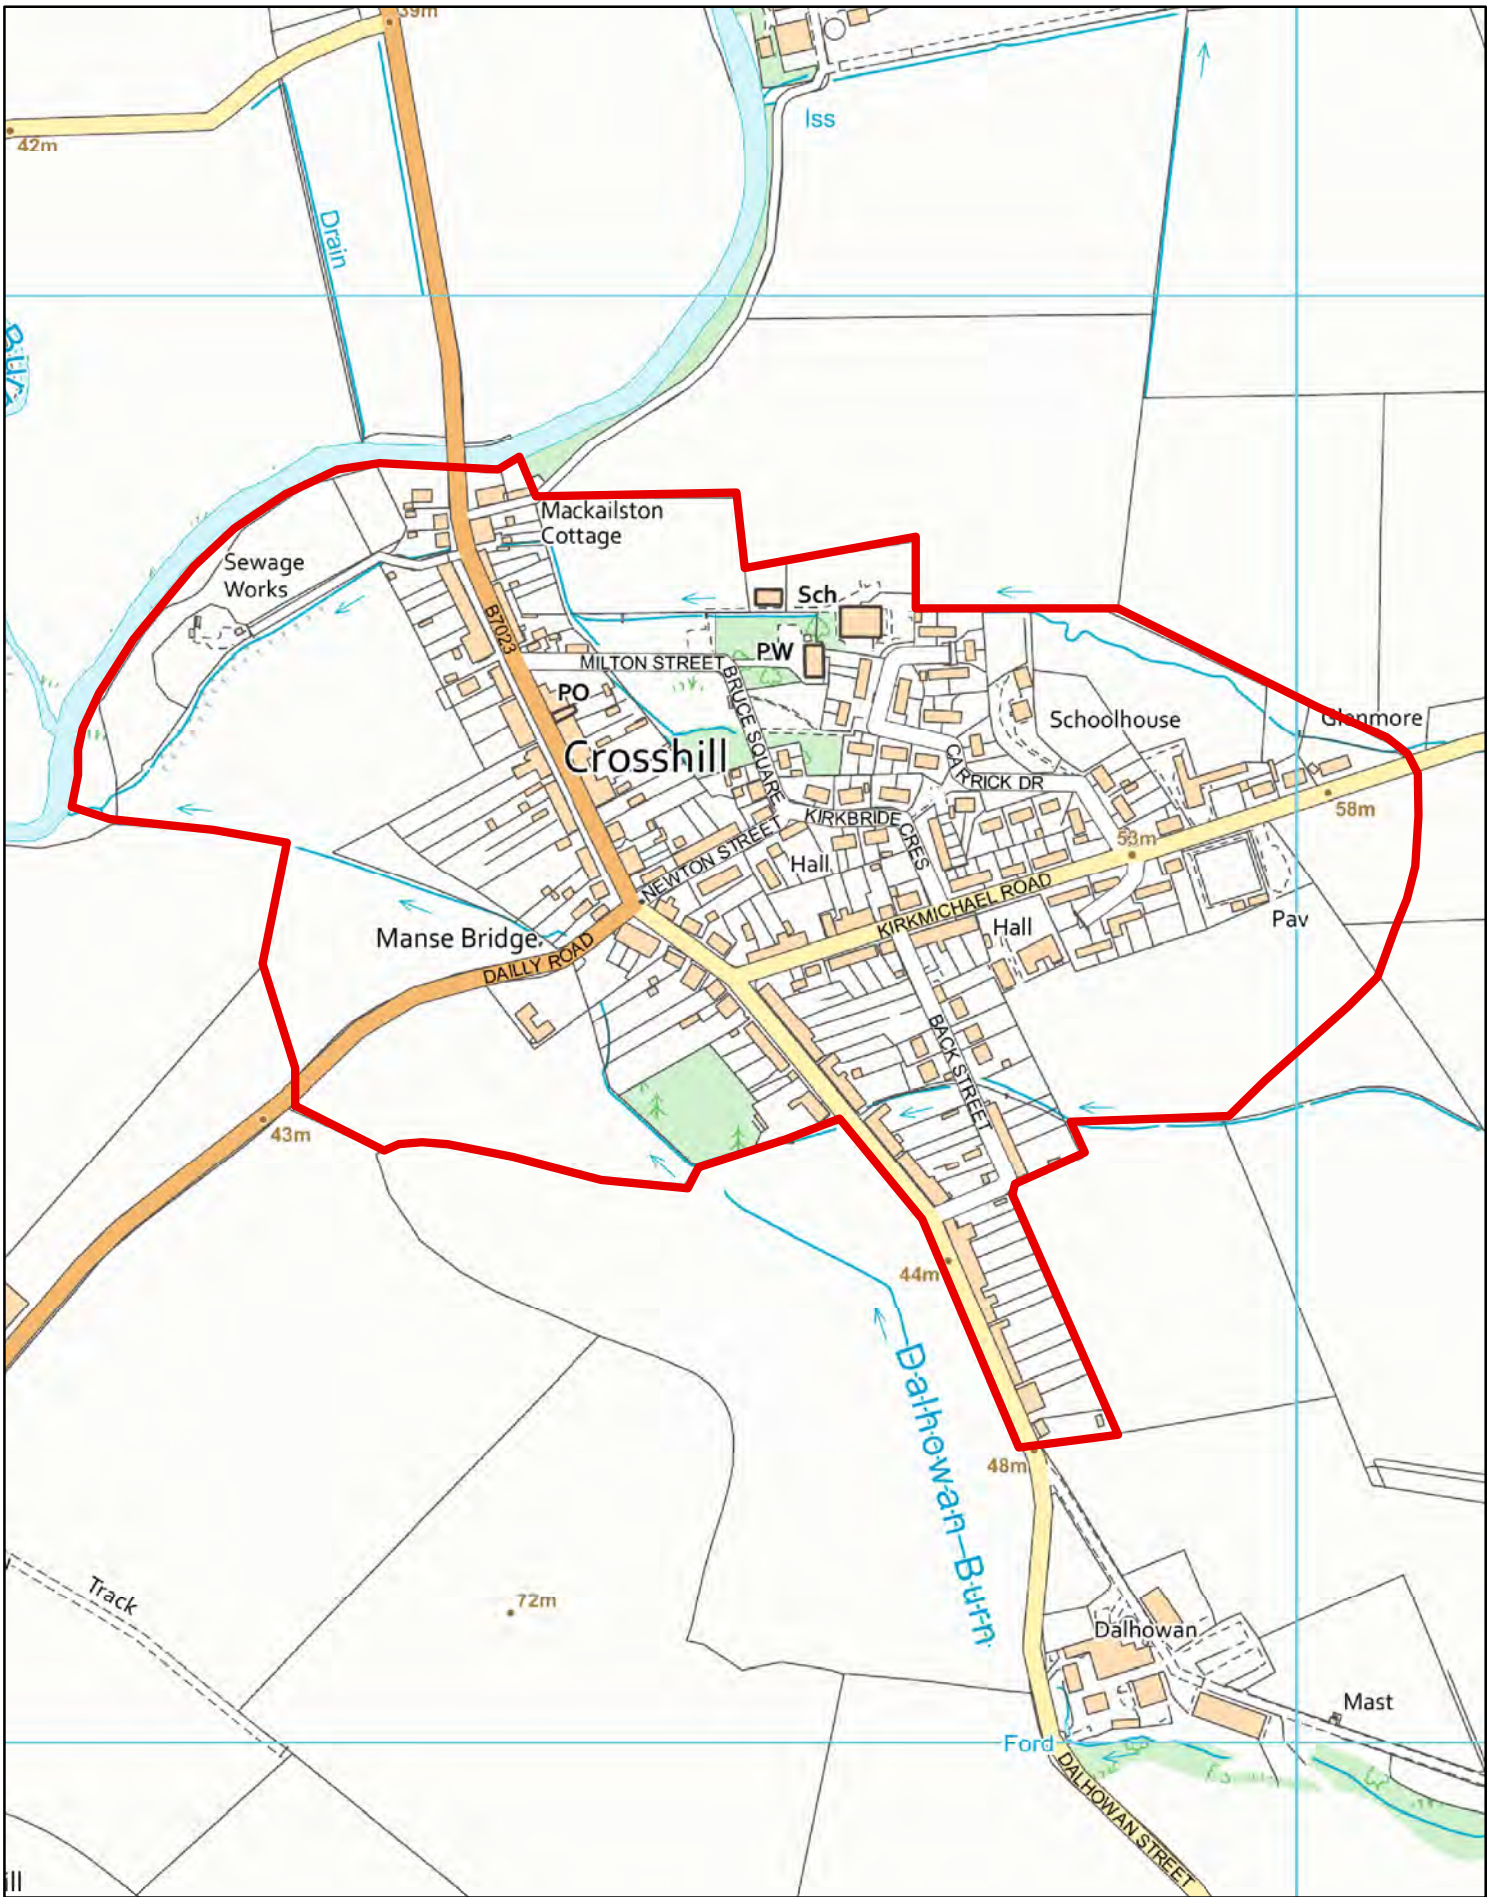 39m
42m
Iss
Drain
Burn
Mackailston
Cottage
Sewage
Works
B7023
Sch
PW
MILTON STREET
PO
BRUCE SQUARE
Crosshill
Schoolhouse
Glenmore
CARRICK DR
KIRKBRIDE
CRES
58m
53m
NEWTON STREET
Hall
KIRKMICHAEL ROAD
Manse Bridge
DAILLY ROAD
Hall
Pav
BACK STREET
43m
44m
Dalhowan Burn
48m
Track
72m
Dalhowan
Mast
Ford
DALHOWAN STREET
ill